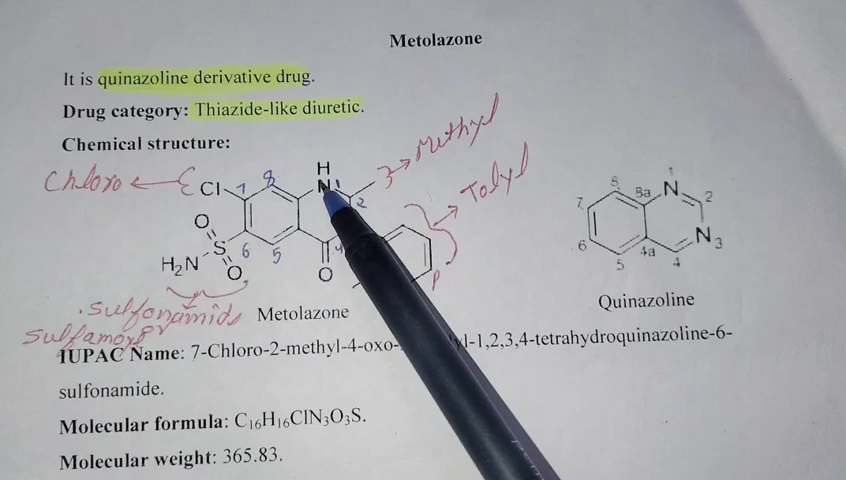 Metolazone
It is quinazoline derivative drug.
Drug category: Thiazide-like diuretic.
Chemical structure:
Methyl
Tolyl
Chloro
Cl 7 8 H N 1 2
O S O 6 5 4 O
H2N
P
N 1 2 N 3 4 4a 5 6 7 8 8a
sulfonamide
or
Metolazone
Quinazoline
IUPAC Name: 7-Chloro-2-methyl-4-oxo- -1,2,3,4-tetrahydroquinazoline-6-
sulfonamide.
Molecular formula: C16H16ClN3O3S.
Molecular weight: 365.83.